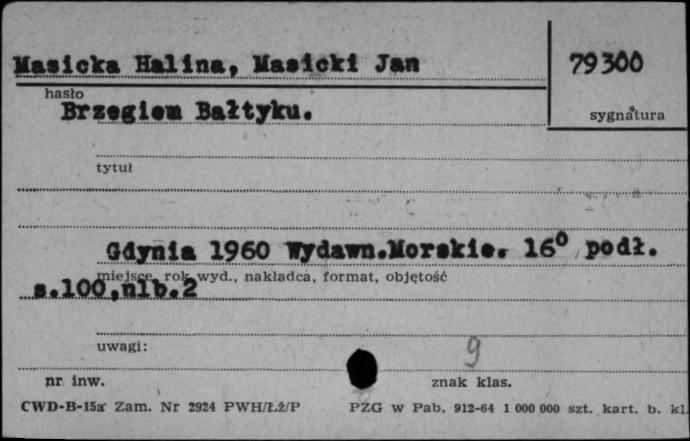 Masicka Halina, Masicki Jan
79300
hasło
Brzegiem Bałtyku.
sygnatura
tytuł
Gdynia 1960 Wydawn.Morskie. 16⁰ podł.
miejsce, rok wyd., nakładca, format, objętość
s.100,nlb.2
uwagi:
9
nr inw.
znak klas.
CWD-B-15a Zam. Nr 2924 PWH/Łź/P
PZG w Pab. 912-64 1 000 000 szt. kart. b. kl.